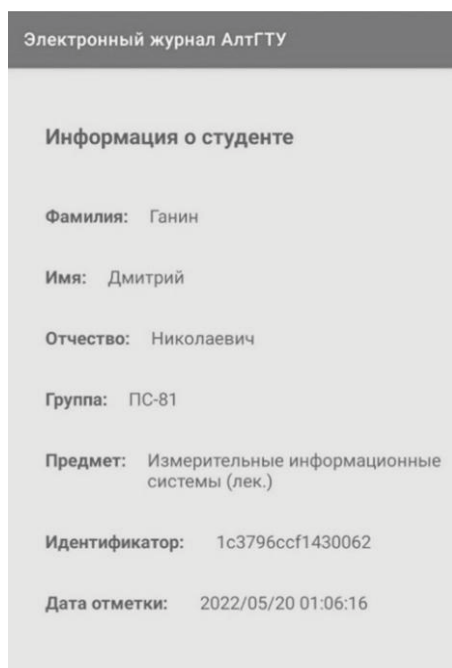 Электронный журнал АлтГТУ
Информация о студенте
Фамилия: Ганин
Имя: Дмитрий
Отчество: Николаевич
Группа: ПС-81
Предмет: Измерительные информационные
системы (лек.)
Идентификатор: 1c3796ccf1430062
Дата отметки: 2022/05/20 01:06:16